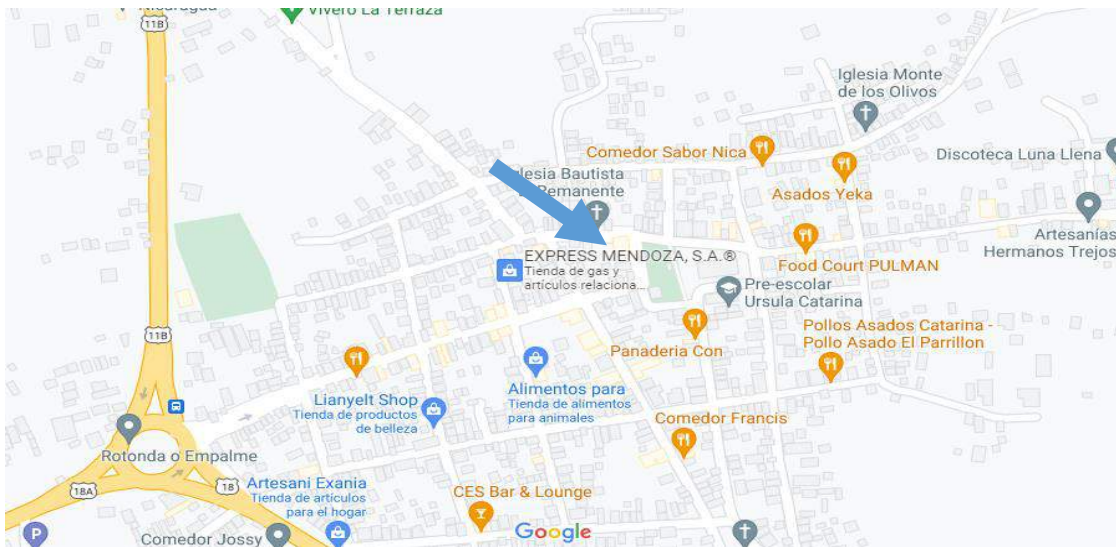 Nicaragua
Vivero La Terraza
11B
Iglesia Monte
de los Olivos
Comedor Sabor Nica
Discoteca Luna Llena
lesia Bautista
Remanente
Asados Yeka
Artesanías
Hermanos Trejos
EXPRESS MENDOZA, S.A.®
Tienda de gas y
artículos relaciona...
Food Court PULMAN
Pre-escolar
Ursula Catarina
11B
Panaderia Con
Pollos Asados Catarina -
Pollo Asado El Parrillon
Lianyelt Shop
Tienda de productos
de belleza
Alimentos para
Tienda de alimentos
para animales
Comedor Francis
Rotonda o Empalme
18A
18
Artesani Exania
Tienda de artículos
para el hogar
CES Bar & Lounge
Comedor Jossy
Google
P